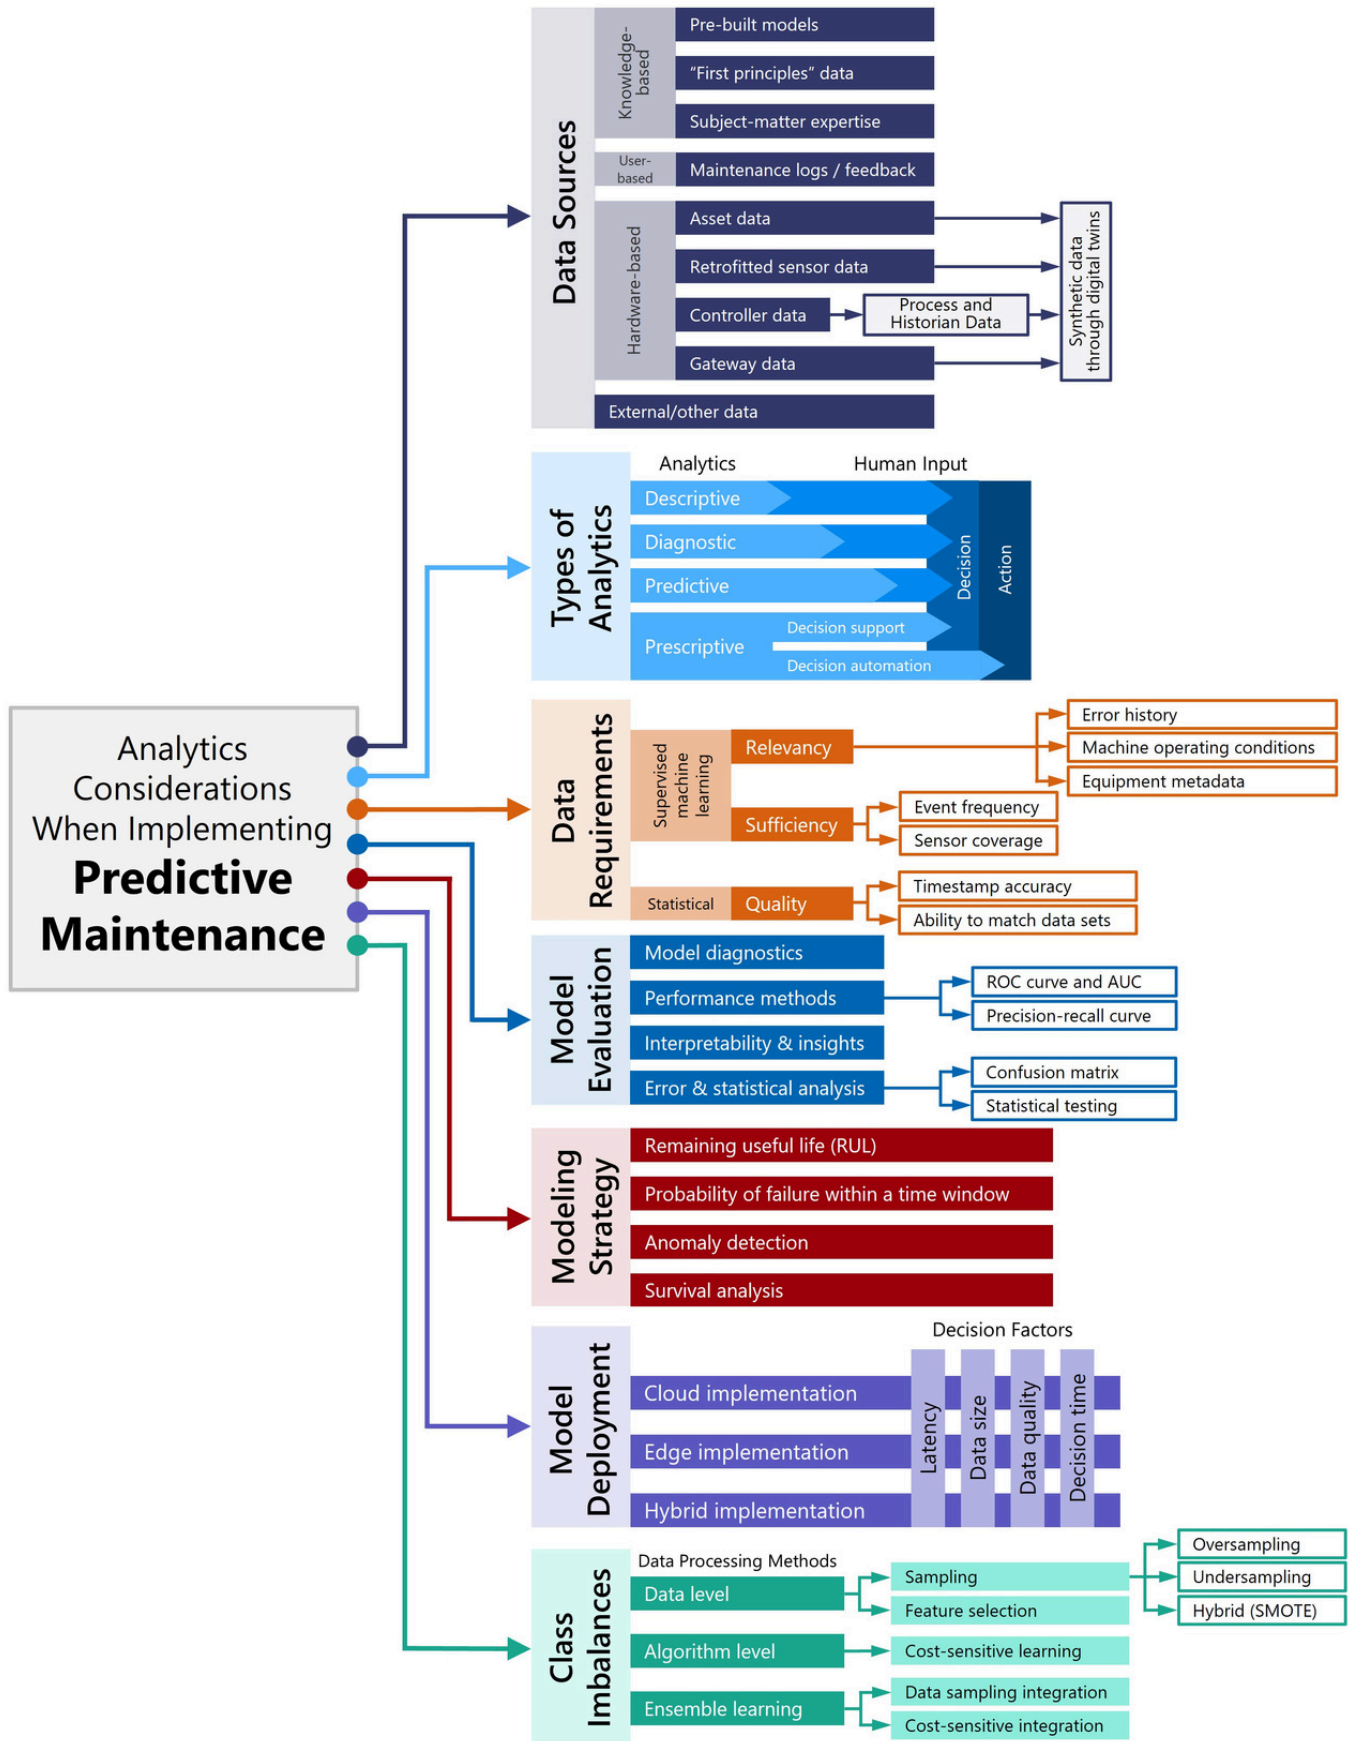 Analytics
Considerations
When Implementing
Predictive
Maintenance
Data Sources
Knowledge-
based
Pre-built models
“First principles” data
Subject-matter expertise
User-
based
Maintenance logs / feedback
Hardware-based
Asset data
Retrofitted sensor data
Controller data
Process and
Historian Data
Gateway data
Synthetic data
through digital twins
External/other data
Types of
Analytics
Analytics
Human Input
Descriptive
Diagnostic
Predictive
Prescriptive
Decision support
Decision automation
Decision
Action
Data
Requirements
Supervised
machine
learning
Relevancy
Error history
Machine operating conditions
Equipment metadata
Sufficiency
Event frequency
Sensor coverage
Statistical
Quality
Timestamp accuracy
Ability to match data sets
Model
Evaluation
Model diagnostics
Performance methods
ROC curve and AUC
Precision-recall curve
Interpretability & insights
Error & statistical analysis
Confusion matrix
Statistical testing
Modeling
Strategy
Remaining useful life (RUL)
Probability of failure within a time window
Anomaly detection
Survival analysis
Model
Deployment
Decision Factors
Cloud implementation
Edge implementation
Hybrid implementation
Latency
Data size
Data quality
Decision time
Class
Imbalances
Data Processing Methods
Data level
Sampling
Oversampling
Undersampling
Hybrid (SMOTE)
Feature selection
Algorithm level
Cost-sensitive learning
Ensemble learning
Data sampling integration
Cost-sensitive integration